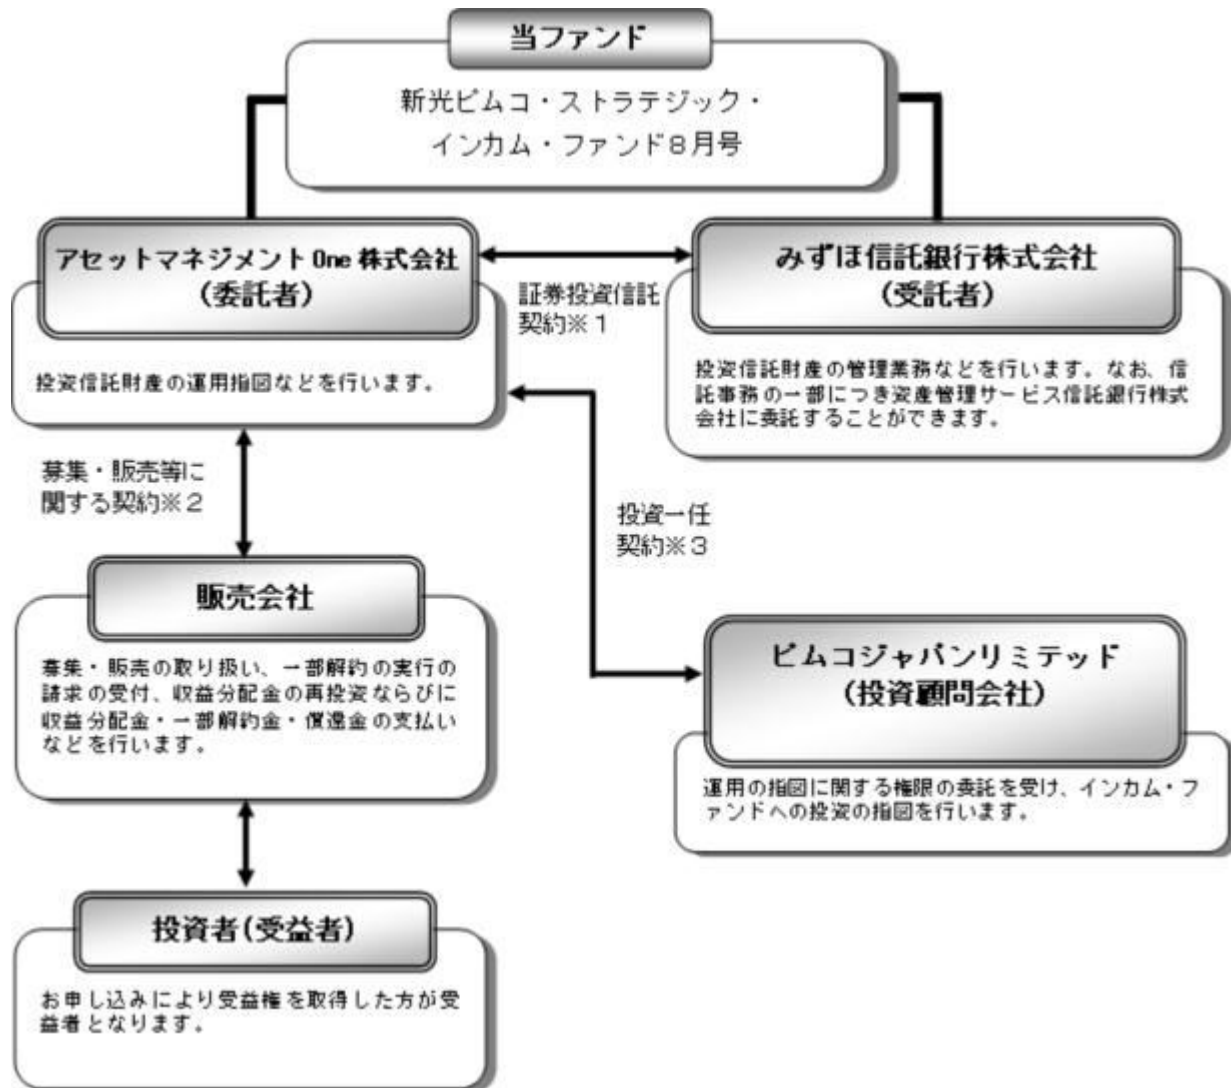 当ファンド
新光ピムコ・ストラテジック・
インカム・ファンド８月号
アセットマネジメント One 株式会社
(委託者)
みずほ信託銀行株式会社
(受託者)
証券投資信託
契約※１
投資信託財産の運用指図などを行います。
投資信託財産の管理業務などを行います。なお、信
託事務の一部につき資産管理サービス信託銀行株式
会社に委託することができます。
募集・販売等に
関する契約※２
投資一任
契約※３
販売会社
募集・販売の取り扱い、一部解約の実行の
請求の受付、収益分配金の再投資ならびに
収益分配金・一部解約金・償還金の支払い
などを行います。
ピムコジャパンリミテッド
(投資顧問会社)
運用の指図に関する権限の委託を受け、インカム・フ
ァンドへの投資の指図を行います。
投資者(受益者)
お申し込みにより受益権を取得した方が受
益者となります。